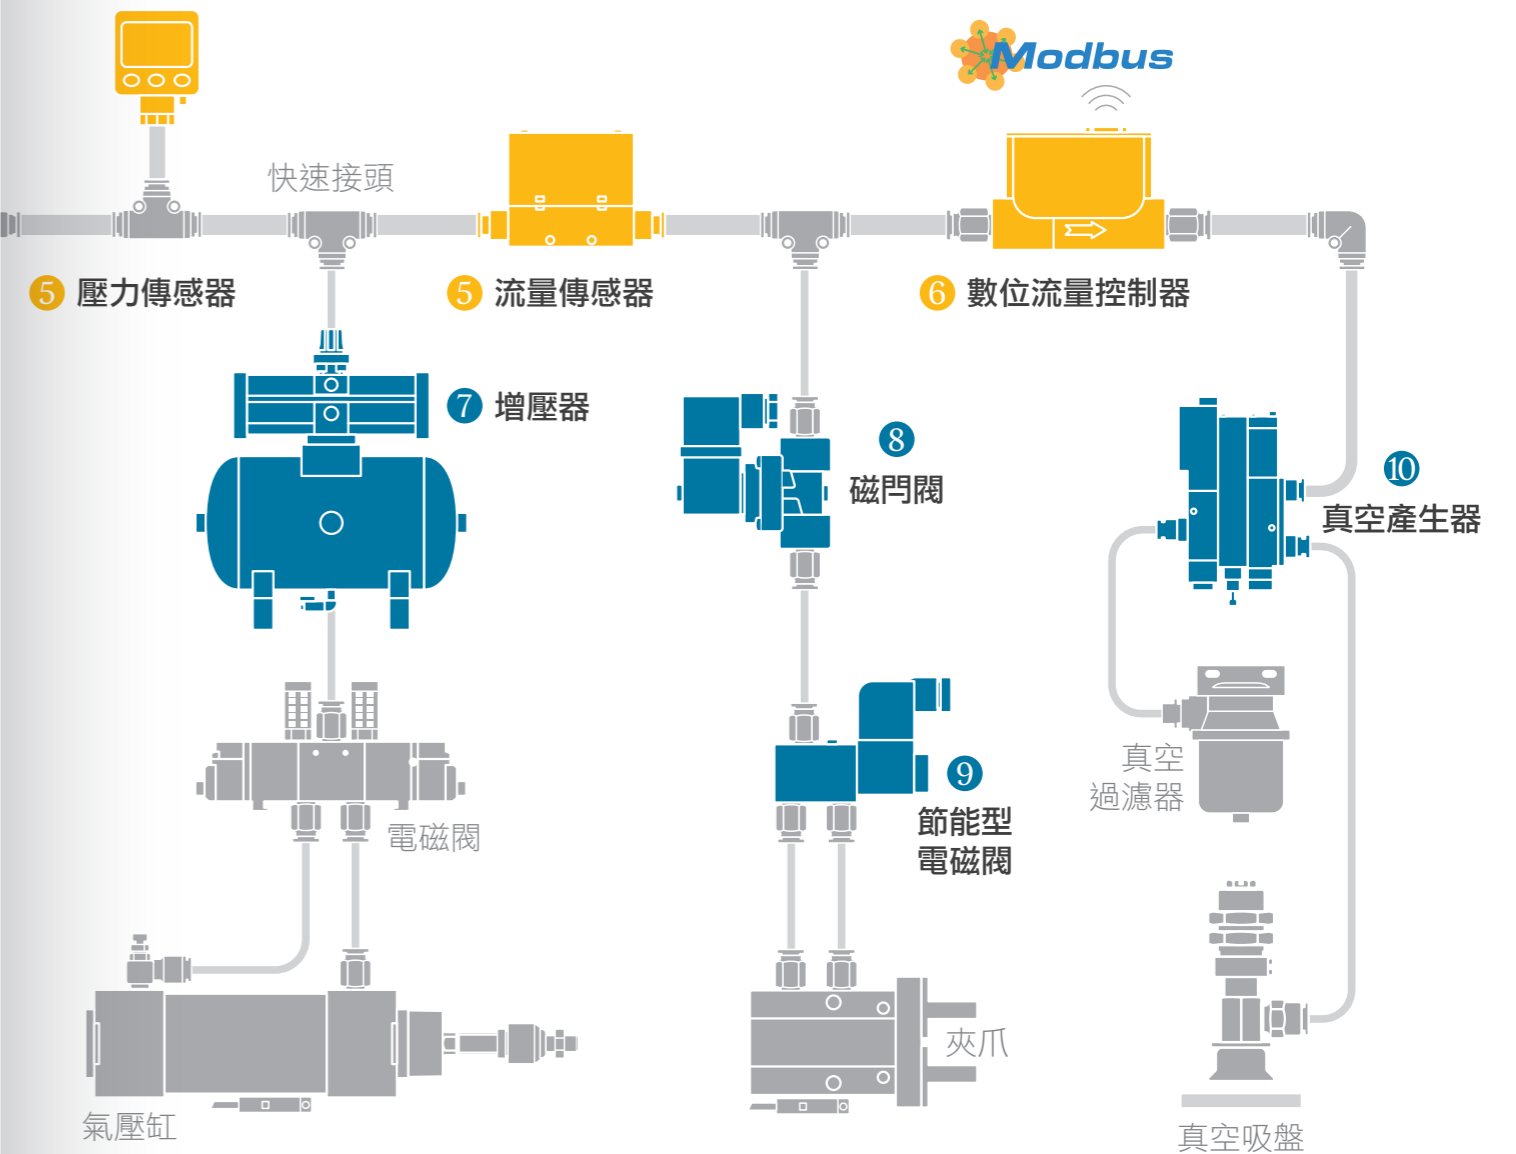 Modbus
快速接頭
5 壓力傳感器
5 流量傳感器
6 數位流量控制器
7 增壓器
8
磁閂閥
10
真空產生器
真空
過濾器
9
節能型
電磁閥
電磁閥
夾爪
氣壓缸
真空吸盤